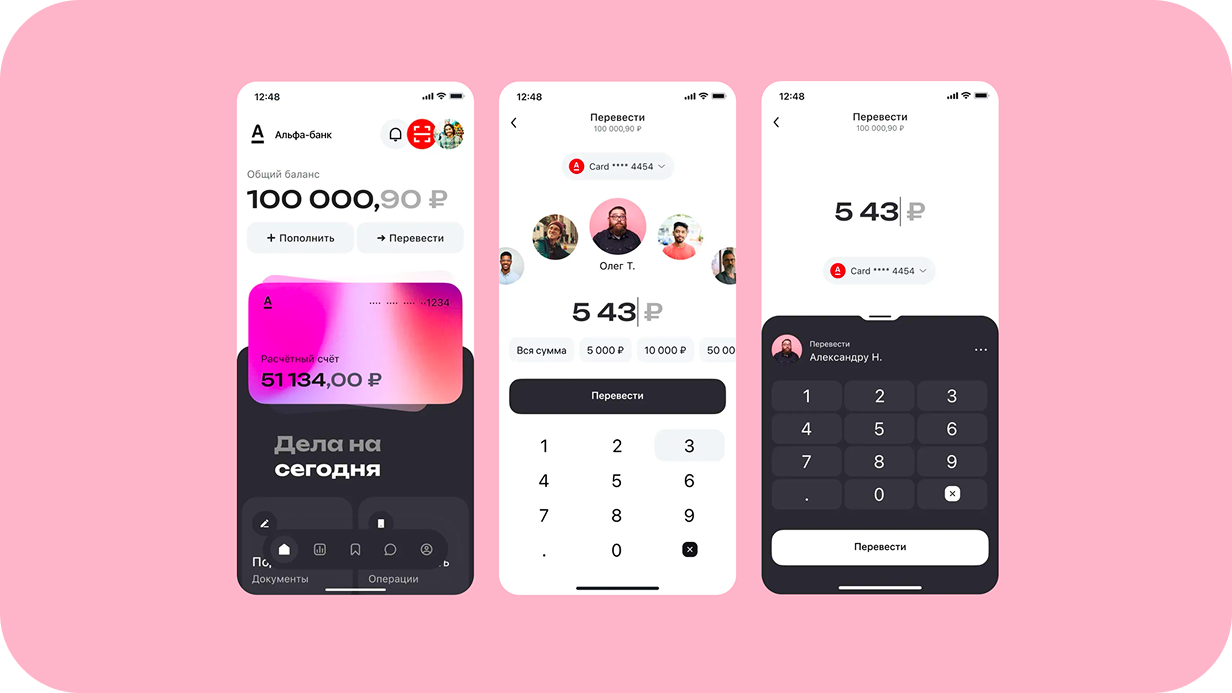 12:48
А Альфа-банк
Общий баланс
100 000,90 ₽
+ Пополнить
→ Перевести
А
.... .... .... ..1234
Расчётный счёт
51 134,00 ₽
Дела на
сегодня
Документы
Операции
12:48
Перевести
100 000,90 ₽
А Card **** 4454
Олег Т.
5 43 ₽
Вся сумма
5 000 ₽
10 000 ₽
50 00
Перевести
1 2 3
4 5 6
7 8 9
. 0
12:48
Перевести
100 000,90 ₽
5 43 ₽
А Card **** 4454
Перевести
Александру Н.
1 2 3
4 5 6
7 8 9
. 0
Перевести